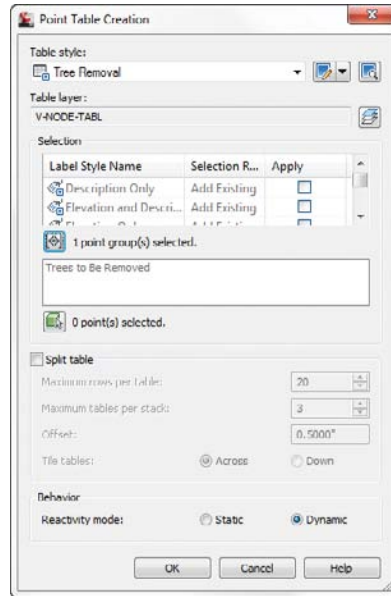 Point Table Creation
Table style:
Tree Removal
Table layer:
V-NODE-TABL
Selection
Label Style Name Selection R... Apply
Description Only Add Existing
Elevation and Descri... Add Existing
1 point group(s) selected.
Trees to Be Removed
0 point(s) selected.
Split table
Maximum rows per table: 20
Maximum tables per stack: 3
Offset: 0.5000"
Tile tables: Across Down
Behavior
Reactivity mode: Static Dynamic
OK Cancel Help